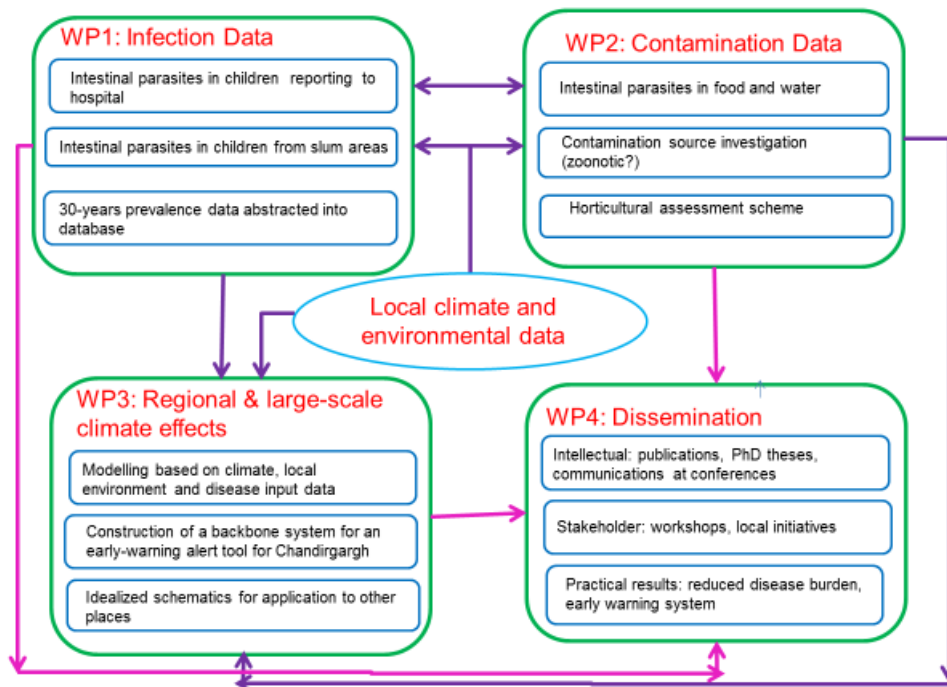 WP1: Infection Data
Intestinal parasites in children reporting to
hospital
Intestinal parasites in children from slum areas
30-years prevalence data abstracted into
database
WP2: Contamination Data
Intestinal parasites in food and water
Contamination source investigation
(zoonotic?)
Horticultural assessment scheme
Local climate and
environmental data
WP3: Regional & large-scale
climate effects
Modelling based on climate, local
environment and disease input data
Construction of a backbone system for an
early-warning alert tool for Chandirgargh
Idealized schematics for application to other
places
WP4: Dissemination
Intellectual: publications, PhD theses,
communications at conferences
Stakeholder: workshops, local initiatives
Practical results: reduced disease burden,
early warning system